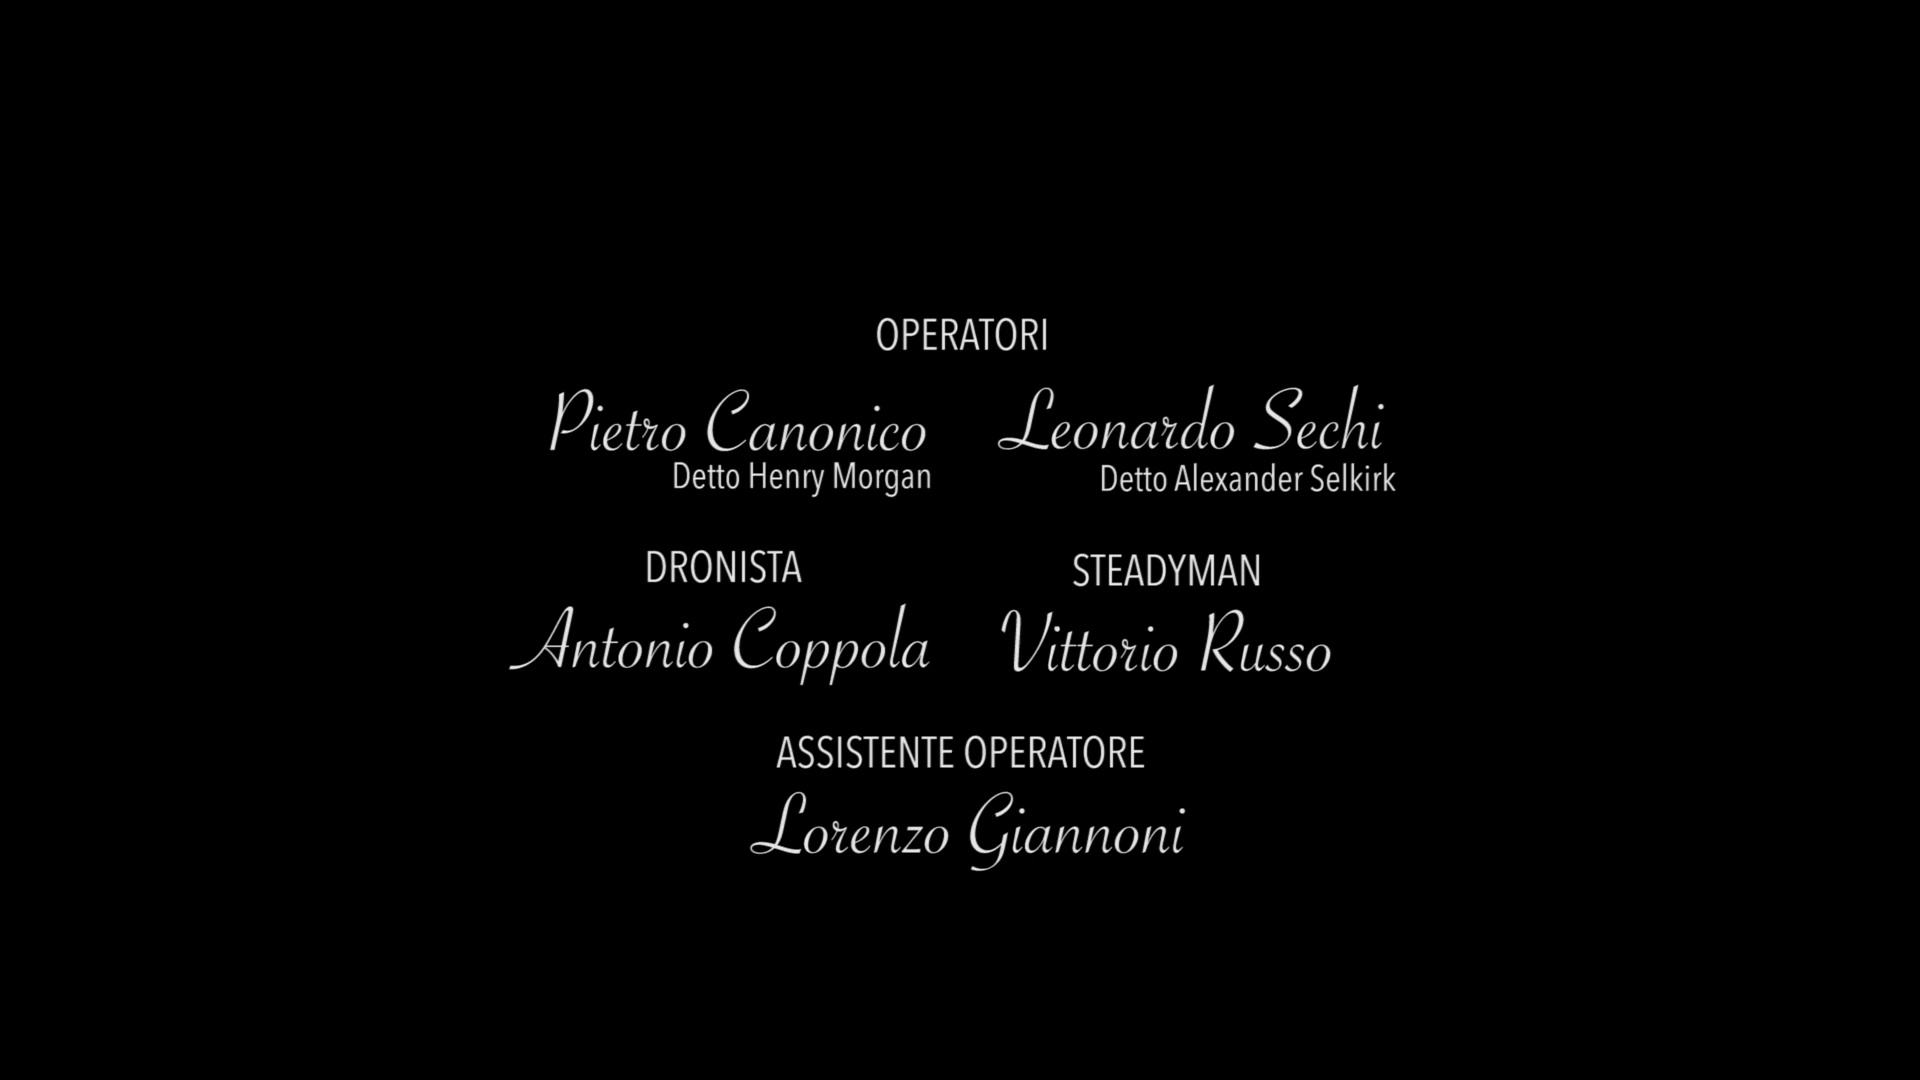 OPERATORI
Pietro Canonico Leonardo Sechi
Detto Henry Morgan Detto Alexander Selkirk
DRONISTA STEADYMAN
Antonio Coppola Vittorio Russo
ASSISTENTE OPERATORE
Lorenzo Giannoni